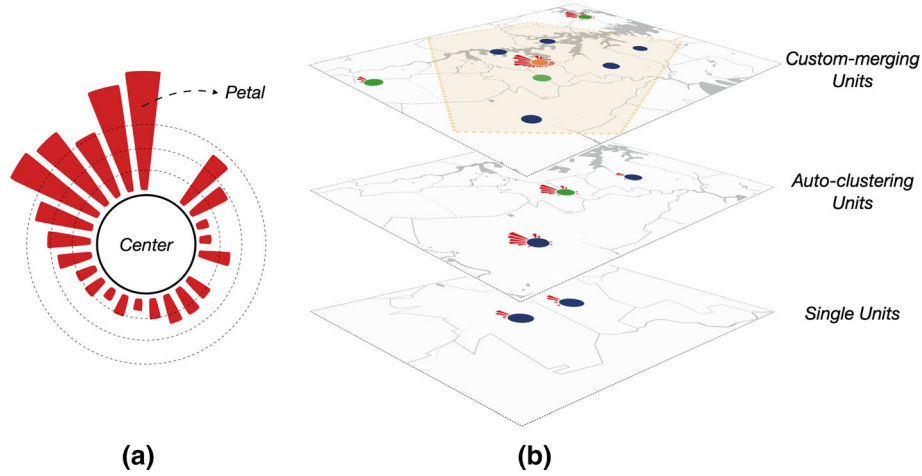 Petal
Center
(a)
Custom-merging
Units
Auto-clustering
Units
Single Units
(b)